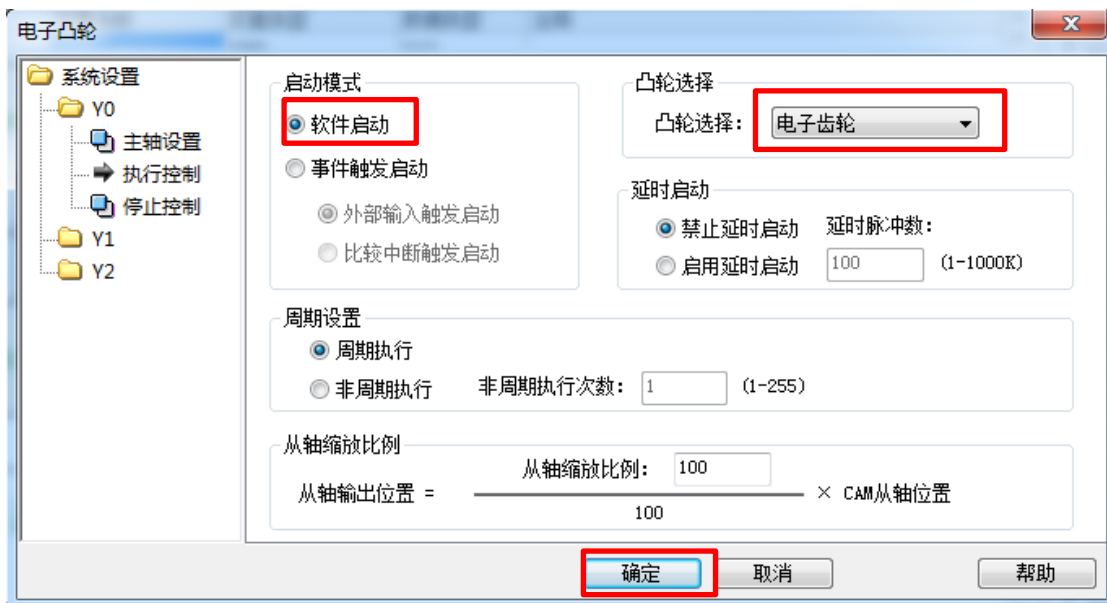 电子凸轮
x
系统设置
Y0
主轴设置
执行控制
停止控制
Y1
Y2
启动模式
软件启动
事件触发启动
外部输入触发启动
比较中断触发启动
凸轮选择
凸轮选择: 电子齿轮
延时启动
禁止延时启动 延时脉冲数:
启用延时启动 100 (1-1000K)
周期设置
周期执行
非周期执行 非周期执行次数: 1 (1-255)
从轴缩放比例
从轴缩放比例: 100
从轴输出位置 = × CAM从轴位置
100
确定 取消 帮助